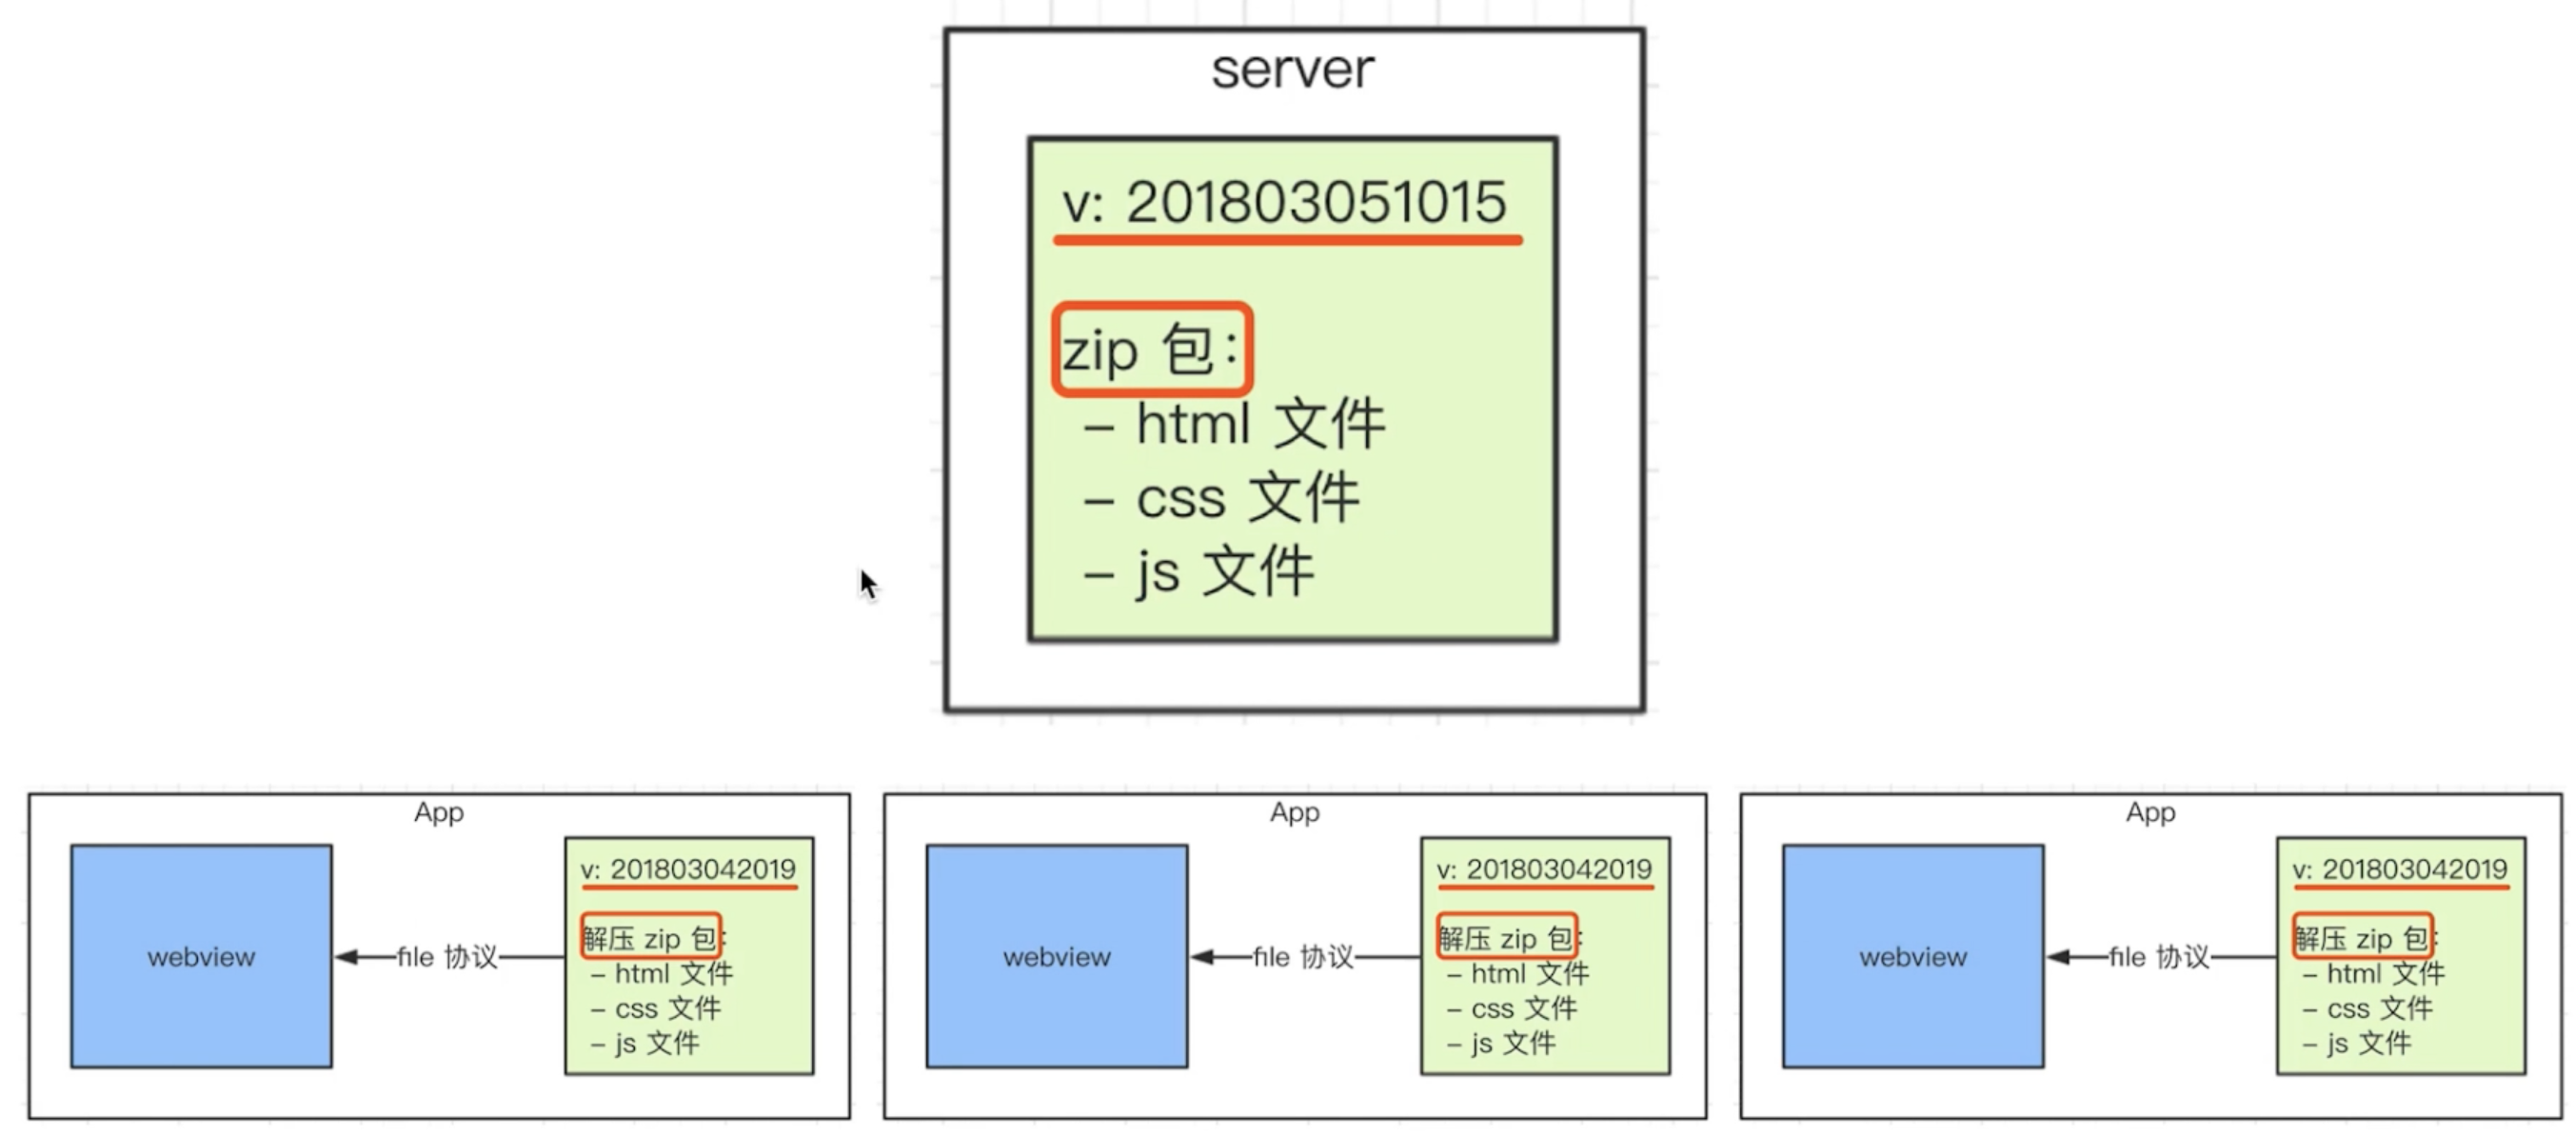 server
v: 201803051015
zip 包:
– html 文件
– css 文件
– js 文件
App
webview
file 协议
v: 201803042019
解压 zip 包:
– html 文件
– css 文件
– js 文件
App
webview
file 协议
v: 201803042019
解压 zip 包:
– html 文件
– css 文件
– js 文件
App
webview
file 协议
v: 201803042019
解压 zip 包:
– html 文件
– css 文件
– js 文件